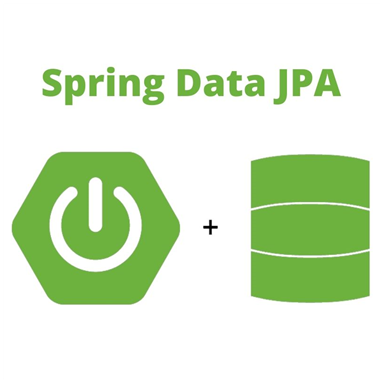 Spring Data JPA
+